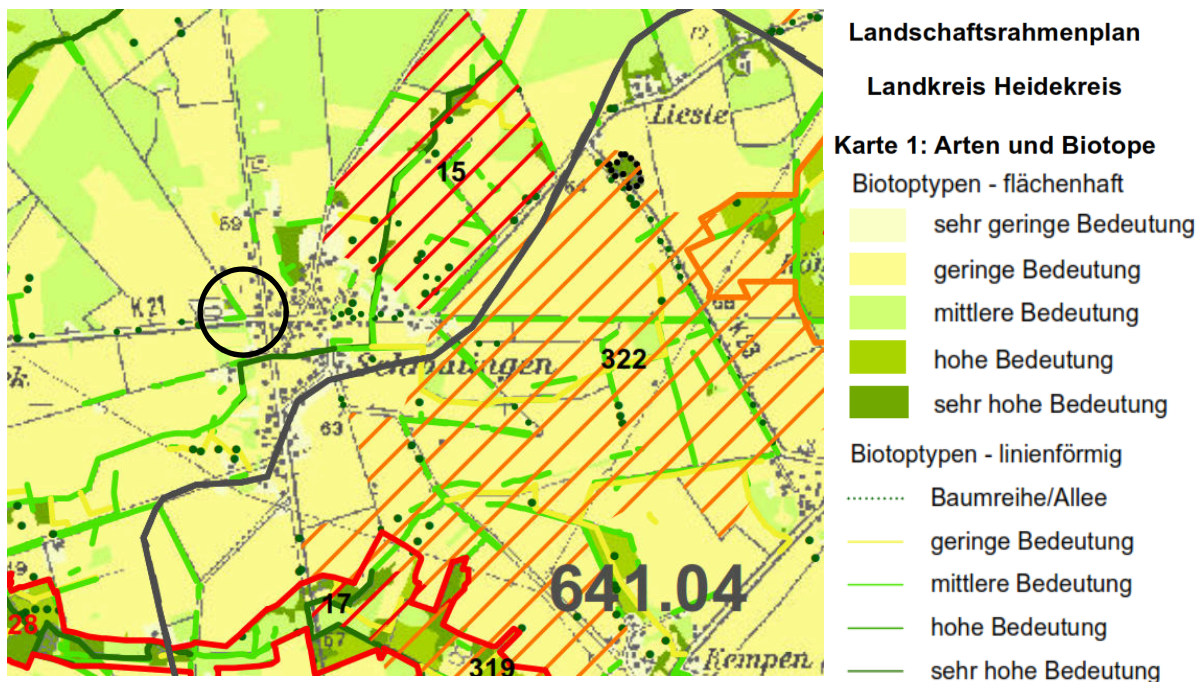 Landschaftsrahmenplan
Landkreis Heidekreis
Karte 1: Arten und Biotope
Biotoptypen - flächenhaft
sehr geringe Bedeutung
geringe Bedeutung
mittlere Bedeutung
hohe Bedeutung
sehr hohe Bedeutung
Biotoptypen - linienförmig
Baumreihe/Allee
geringe Bedeutung
mittlere Bedeutung
hohe Bedeutung
sehr hohe Bedeutung
15
59
K 21
322
63
641.04
17
28
67
319
Kempen